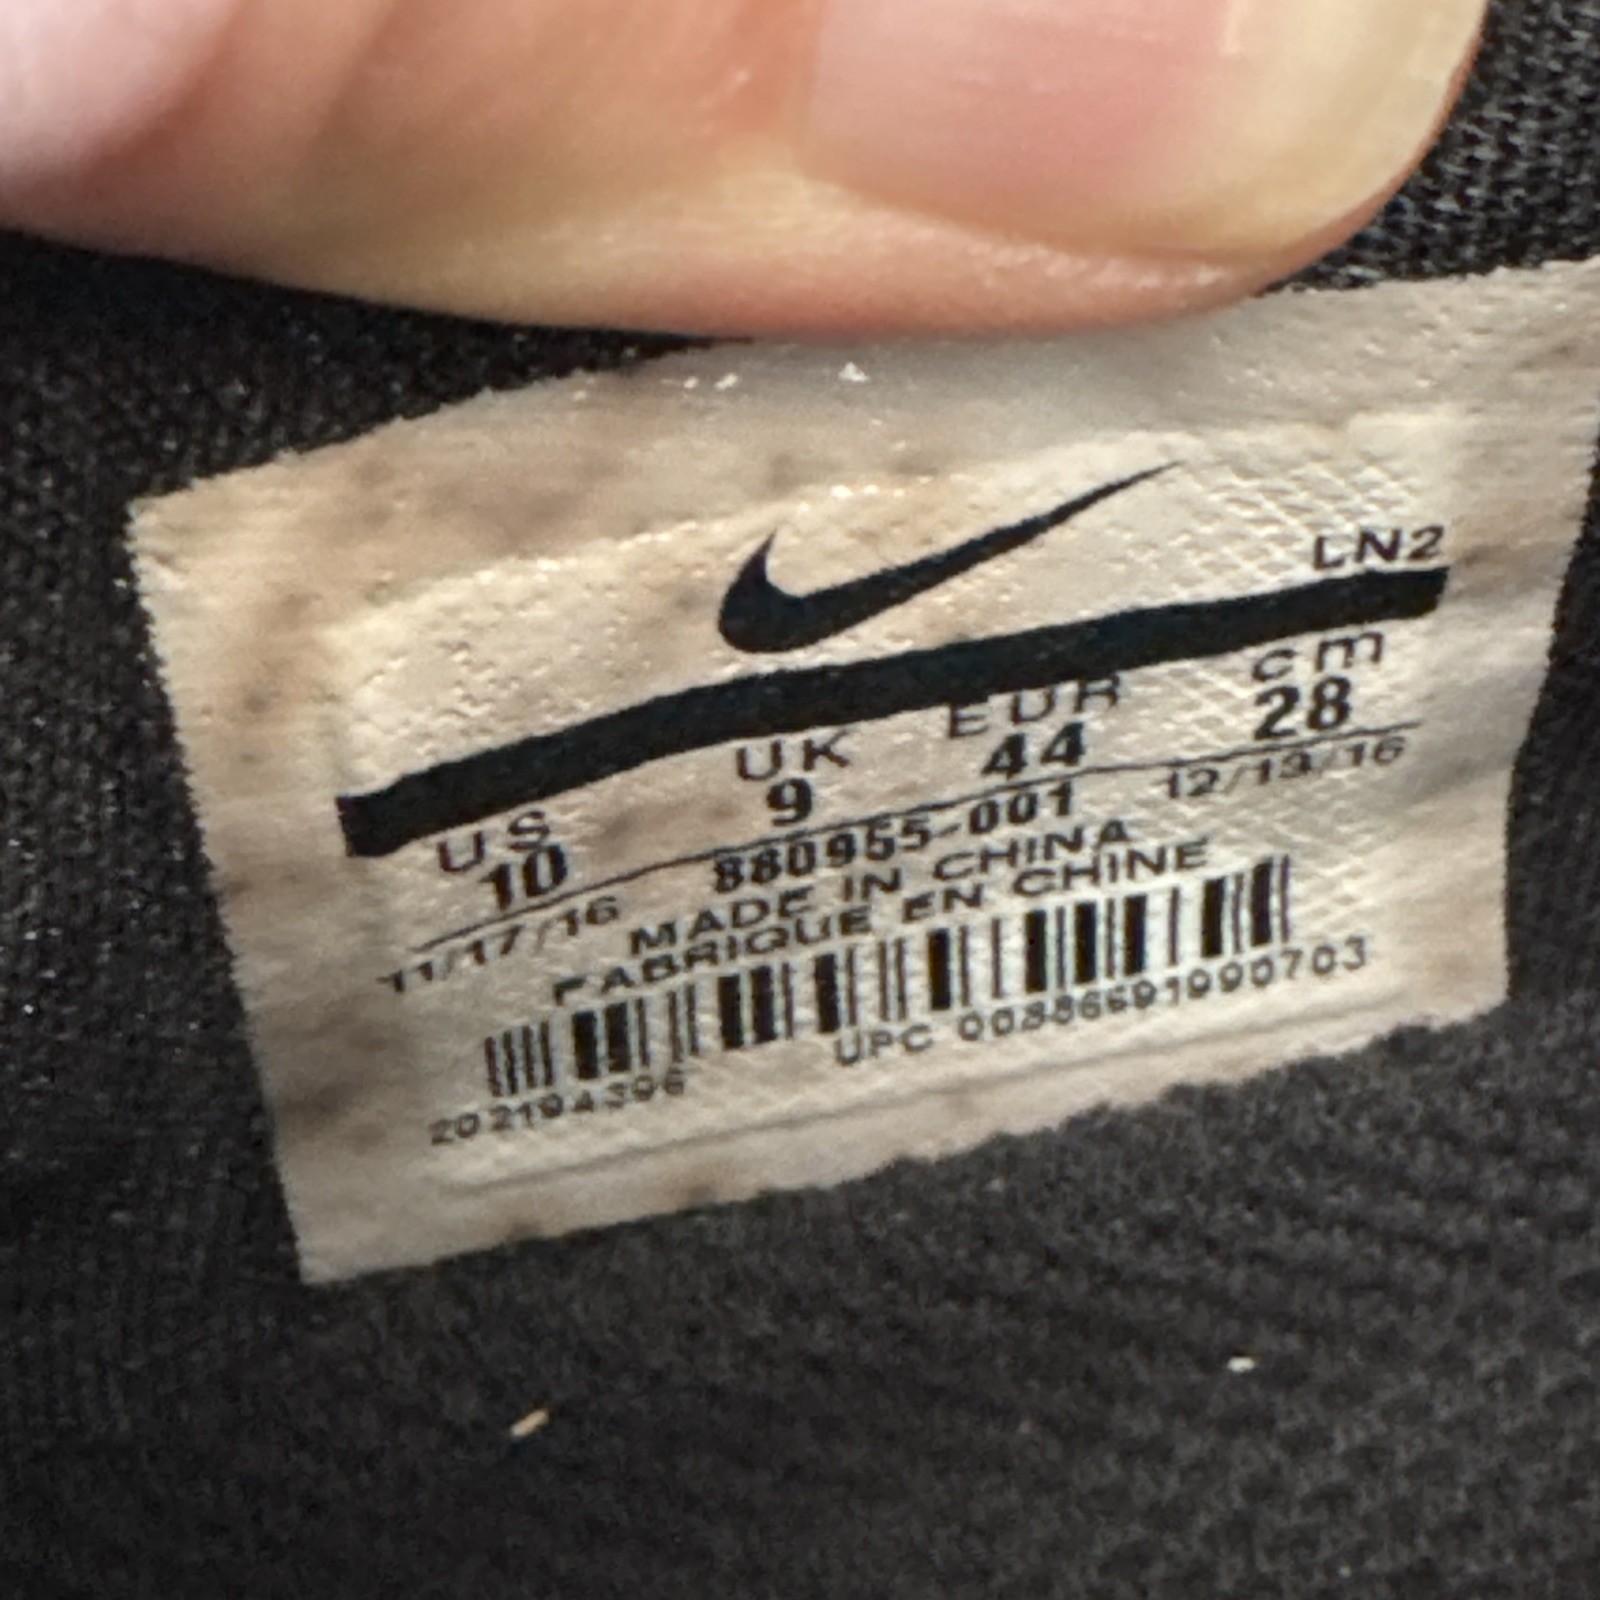 LN2
US UK EUR cm
10 9 44 28
11/17/16 880955-001 12/19/16
MADE IN CHINA
FABRIQUE EN CHINE
202194396 UPC 00886691990703